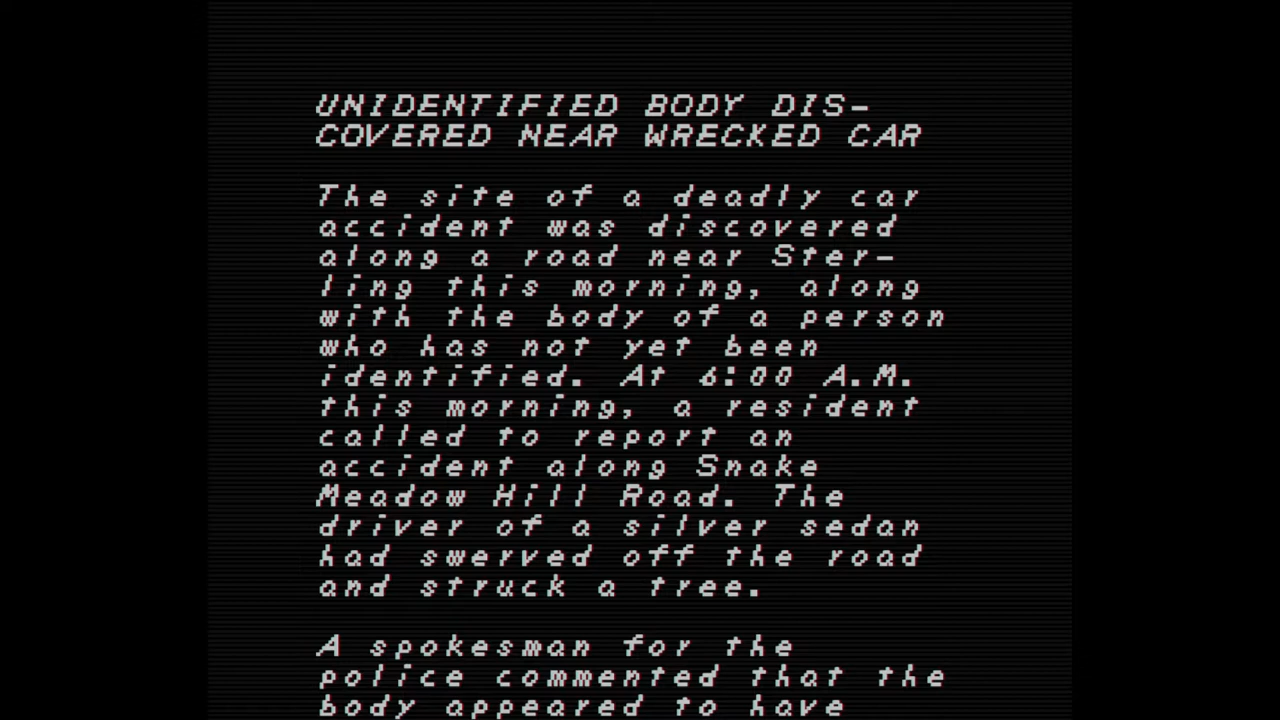 UNIDENTIFIED BODY DIS-
COVERED NEAR WRECKED CAR
The site of a deadly car
accident was discovered
along a road near Ster-
ling this morning, along
with the body of a person
who has not yet been
identified. At 6:00 A.M.
this morning, a resident
called to report an
accident along Snake
Meadow Hill Road. The
driver of a silver sedan
had swerved off the road
and struck a tree.
A spokesman for the
police commented that the
body appeared to have